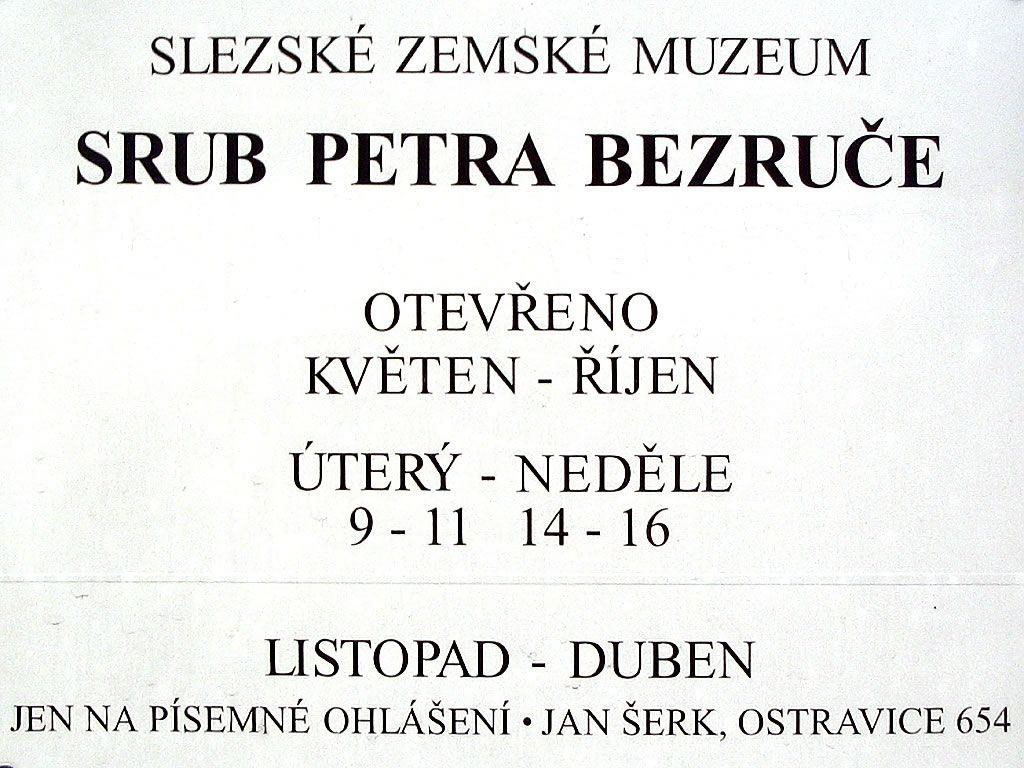 SLEZSKÉ ZEMSKÉ MUZEUM
SRUB PETRA BEZRUČE
OTEVŘENO
KVĚTEN - ŘÍJEN
ÚTERÝ - NEDĚLE
9 - 11 14 - 16
LISTOPAD - DUBEN
JEN NA PÍSEMNÉ OHLÁŠENÍ • JAN ŠERK, OSTRAVICE 654